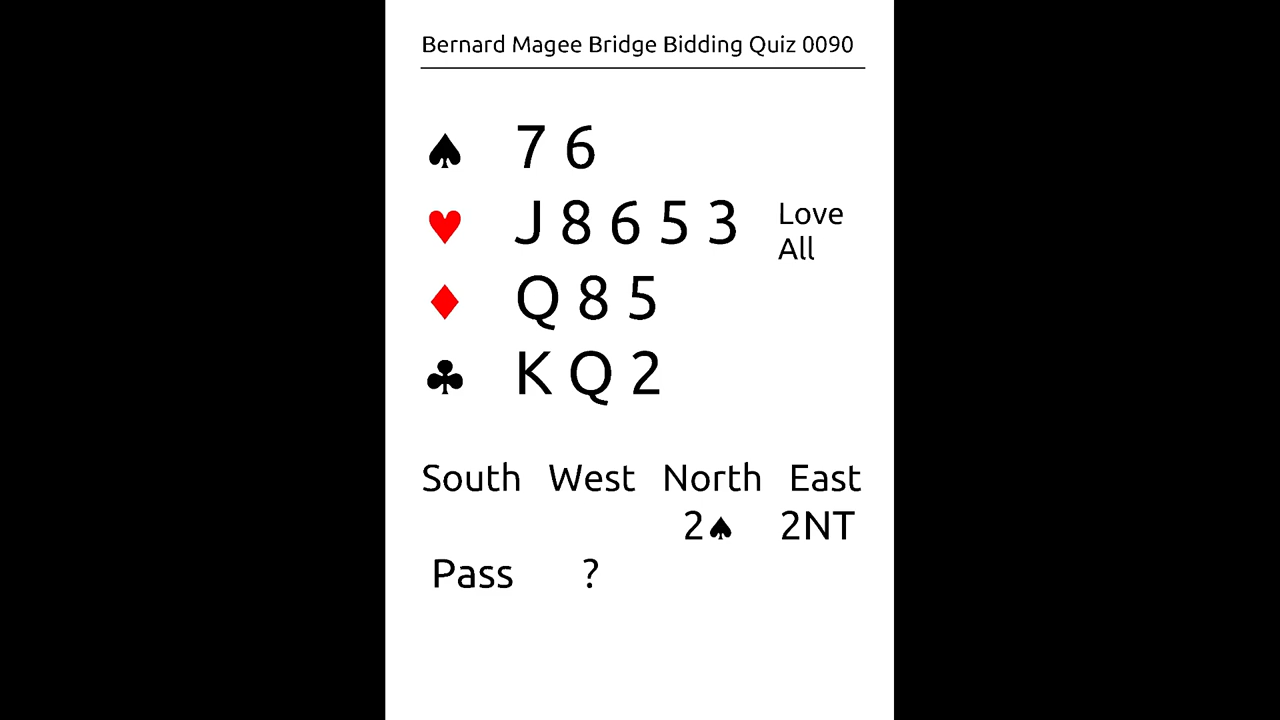 Bernard Magee Bridge Bidding Quiz 0090
♠ 7 6
♥ J 8 6 5 3
Love
All
♦ Q 8 5
♣ K Q 2
South West North East
2♠ 2NT
Pass ?